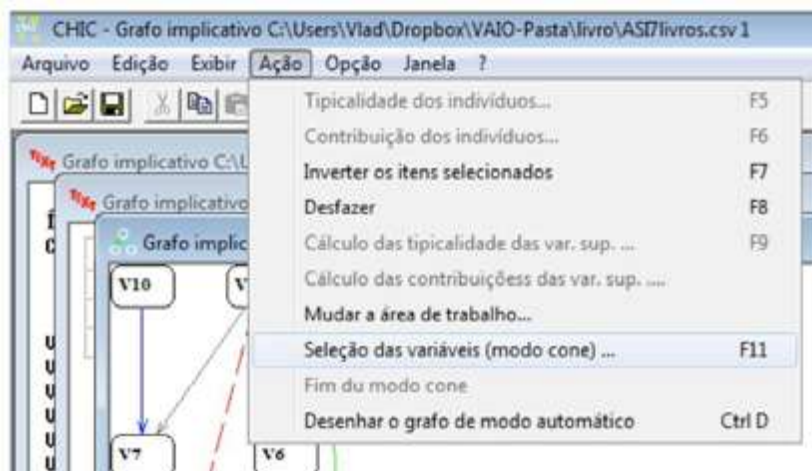 CHIC - Grafo implicativo C:\Users\Vlad\Dropbox\VAIO-Pasta\livro\ASI7livros.csv 1
Arquivo Edição Exibir Ação Opção Janela ?
Tipicalidade dos indivíduos... F5
Contribuição dos indivíduos... F6
Inverter os itens selecionados F7
Desfazer F8
Cálculo das tipicalidade das var. sup. ... F9
Cálculo das contribuiçõess das var. sup. ....
Mudar a área de trabalho...
Seleção das variáveis (modo cone) ... F11
Fim du modo cone
Desenhar o grafo de modo automático Ctrl D
Grafo implicativo C:\U
Grafo implicativo
Grafo implic
V10
V7
V6